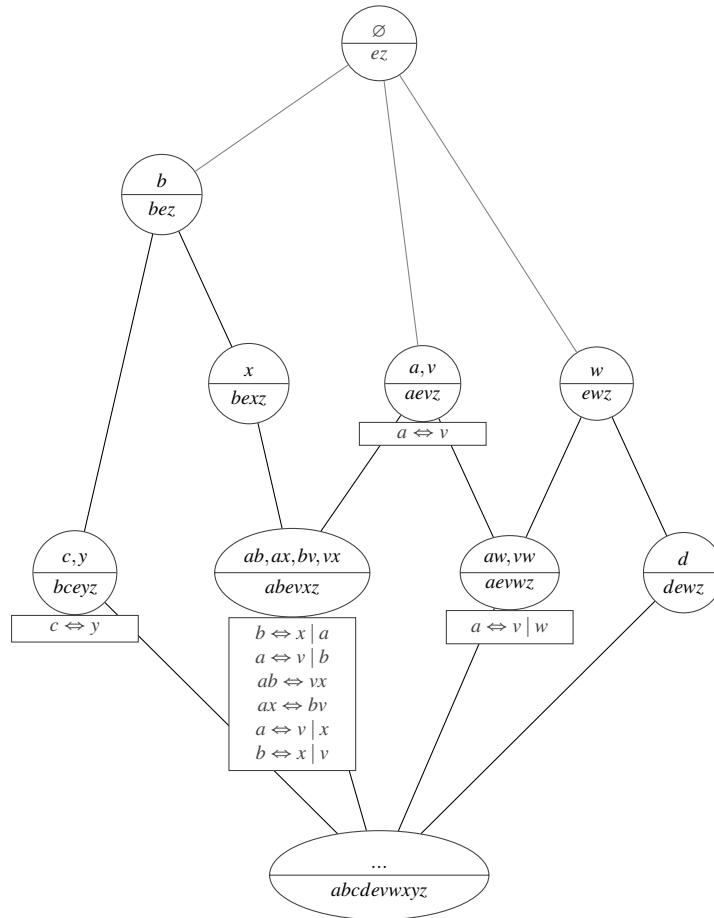 ∅
ez
b
bez
x
bexz
a, v
aevz
a ⇔ v
w
ewz
c, y
bceyz
c ⇔ y
ab, ax, bv, vx
abevxz
b ⇔ x | a
a ⇔ v | b
ab ⇔ vx
ax ⇔ bv
a ⇔ v | x
b ⇔ x | v
aw, vw
aevwz
a ⇔ v | w
d
dewz
...
abcdevwxyz